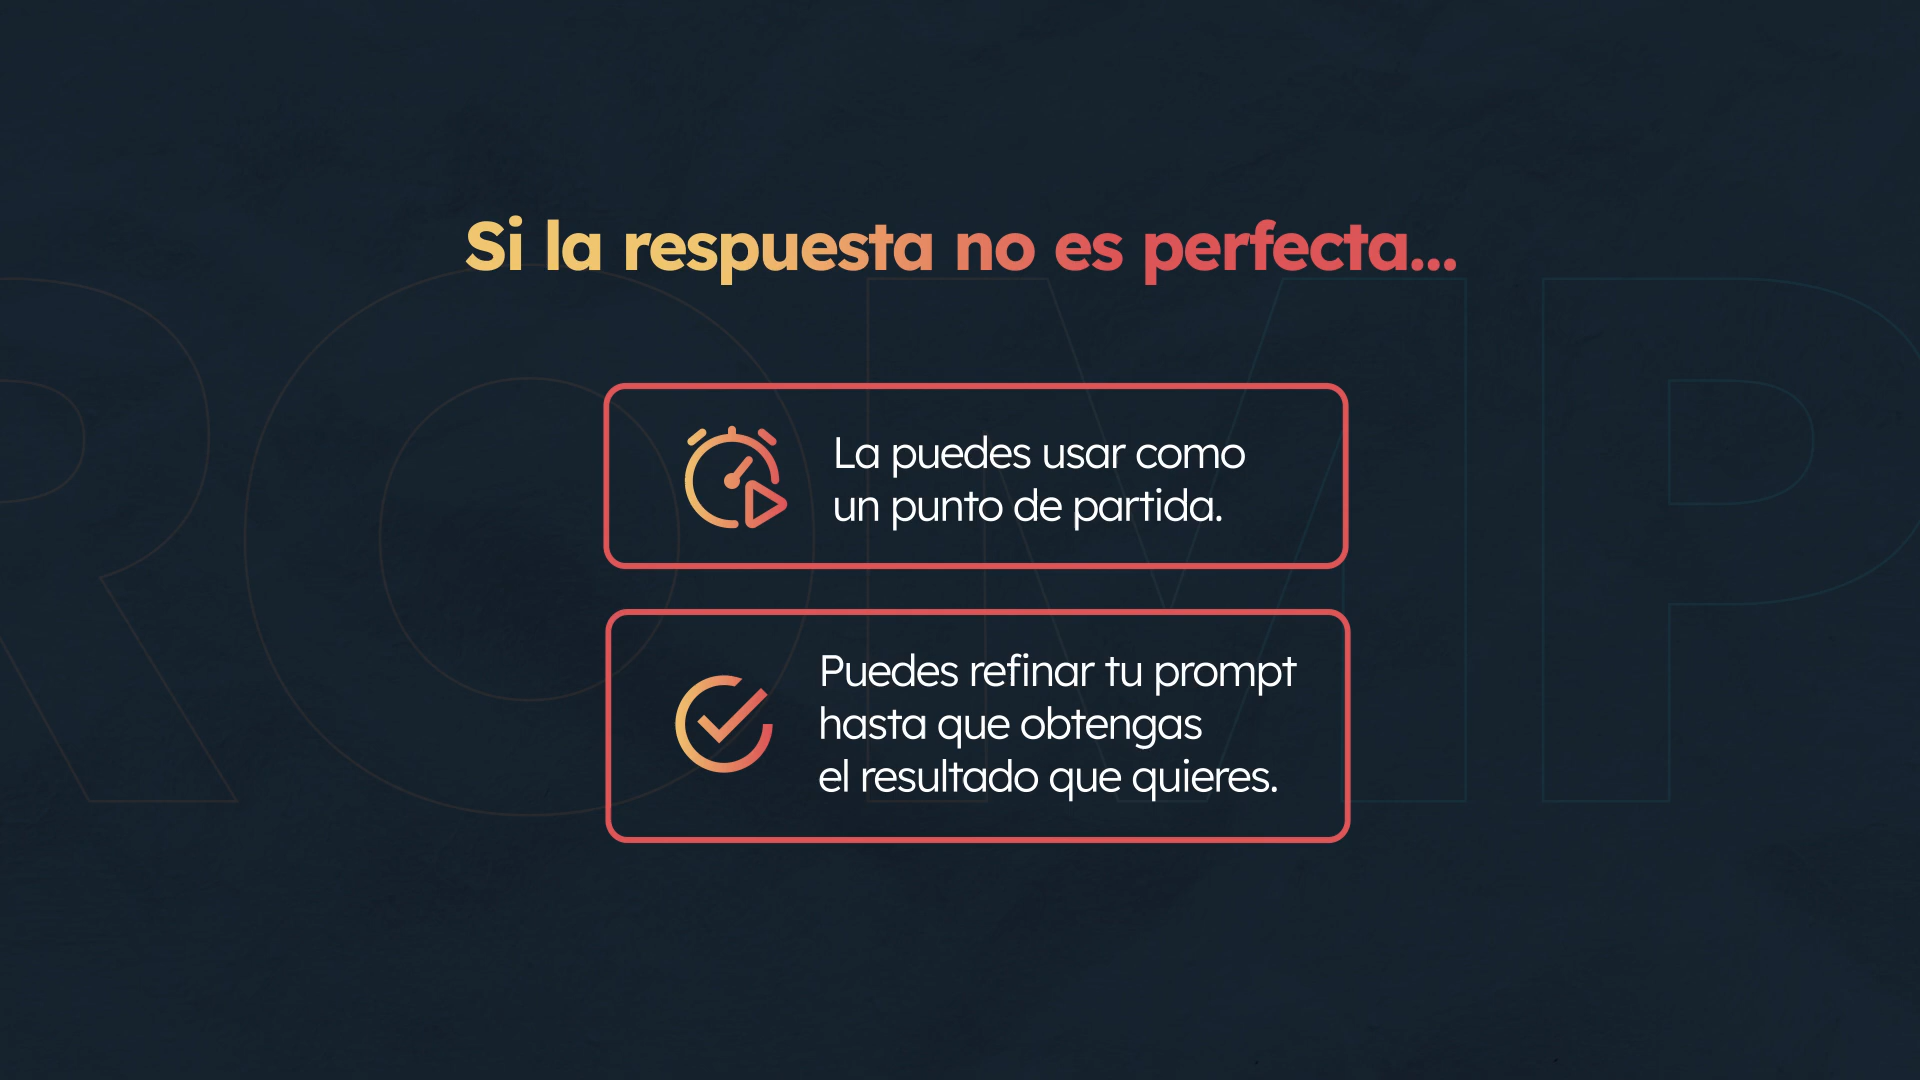 Si la respuesta no es perfecta...
La puedes usar como
un punto de partida.
Puedes refinar tu prompt
hasta que obtengas
el resultado que quieres.
ROMP